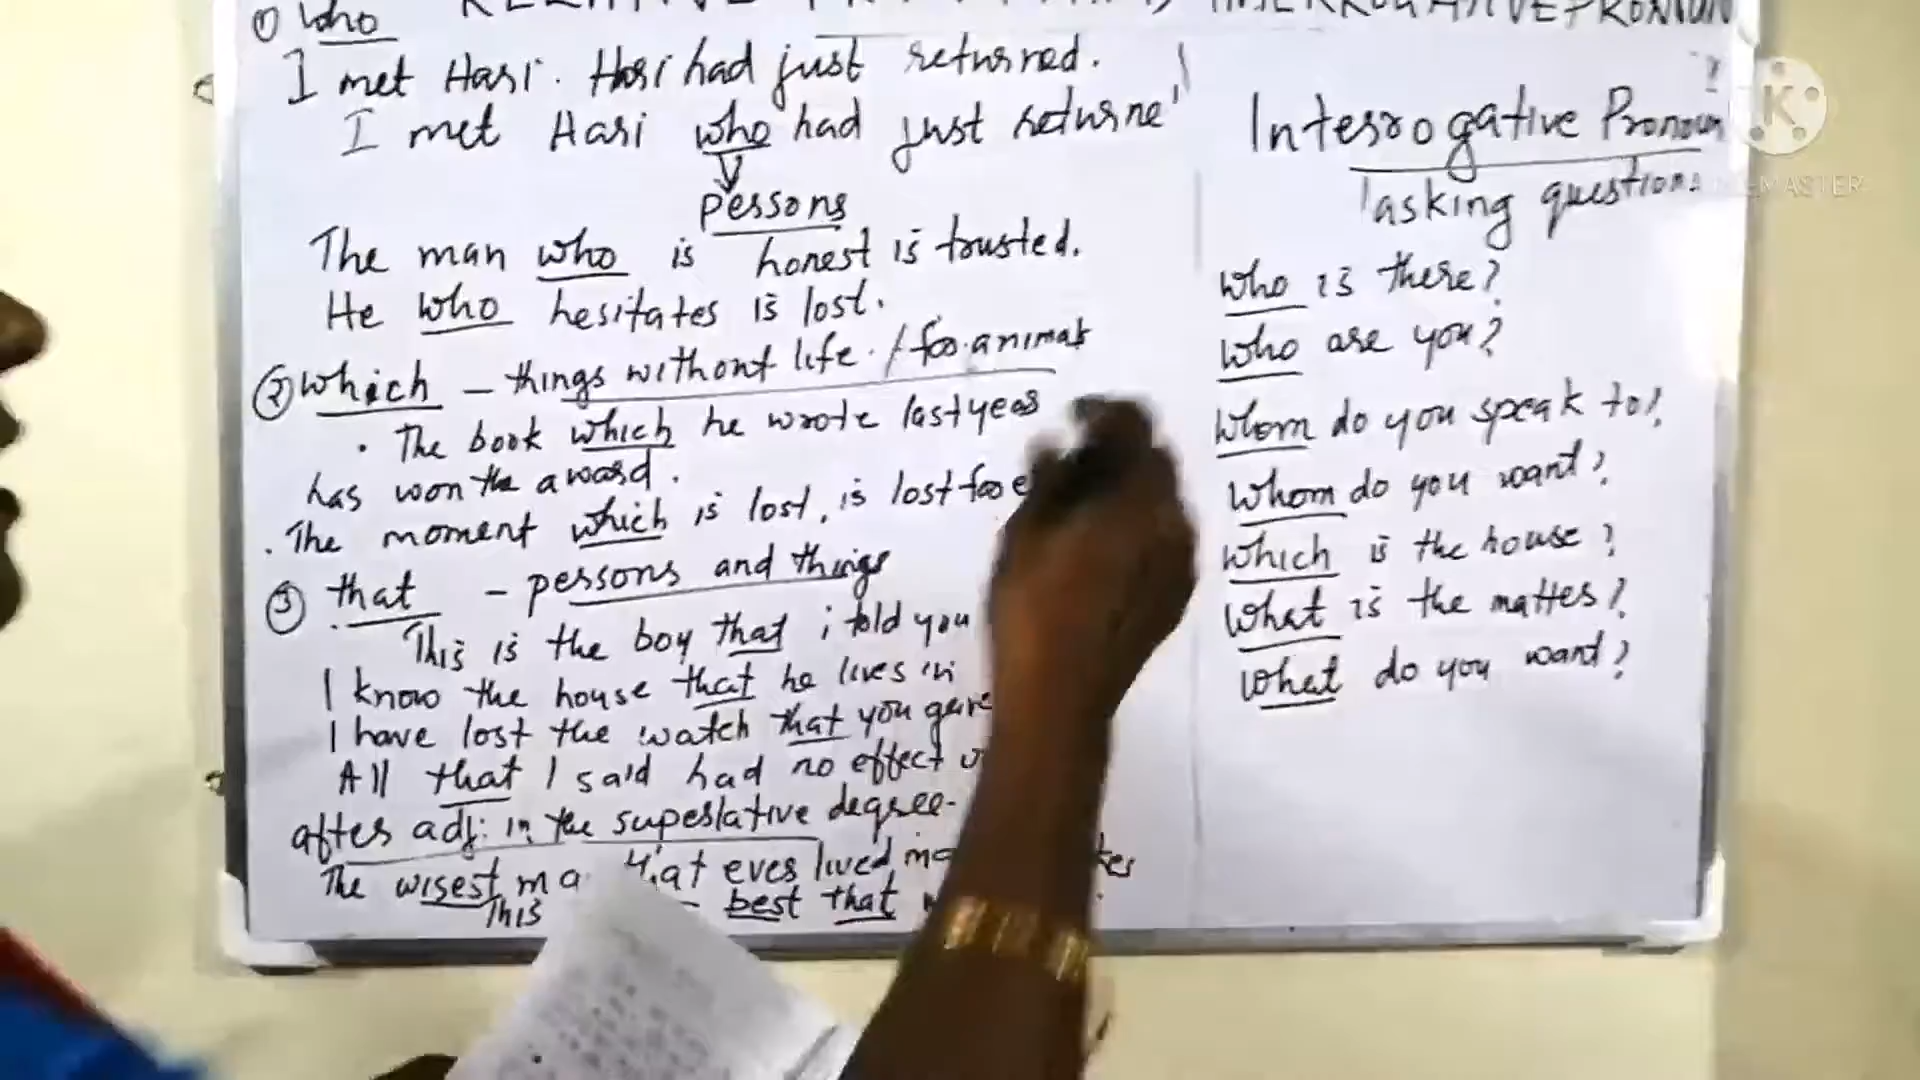 ① Who
I met Hari. Hari had just returned.
I met Hari who had just returne
persons
The man who is honest is trusted.
He who hesitates is lost.
② Which - things without life. / for animals
• The book which he wrote last year
has won the award.
• The moment which is lost, is lost for
③ that - persons and things
This is the boy that i told you
I know the house that he lives in
I have lost the watch that you gave
All that I said had no effect
after adj: in the superlative degree.
The wisest that ever lived
This best that
Interrogative Pronoun
asking questions
Who is there?
Who are you?
Whom do you speak to?
Whom do you want?
Which is the house?
What is the matter?
What do you want?